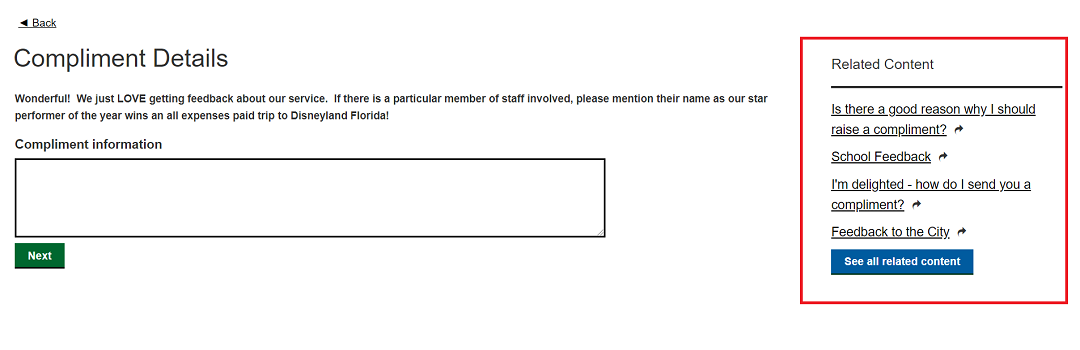 ◄ Back
Compliment Details
Wonderful!  We just LOVE getting feedback about our service.  If there is a particular member of staff involved, please mention their name as our star
performer of the year wins an all expenses paid trip to Disneyland Florida!
Compliment information
Next
Related Content
Is there a good reason why I should
raise a compliment?
School Feedback
I'm delighted - how do I send you a
compliment?
Feedback to the City
See all related content